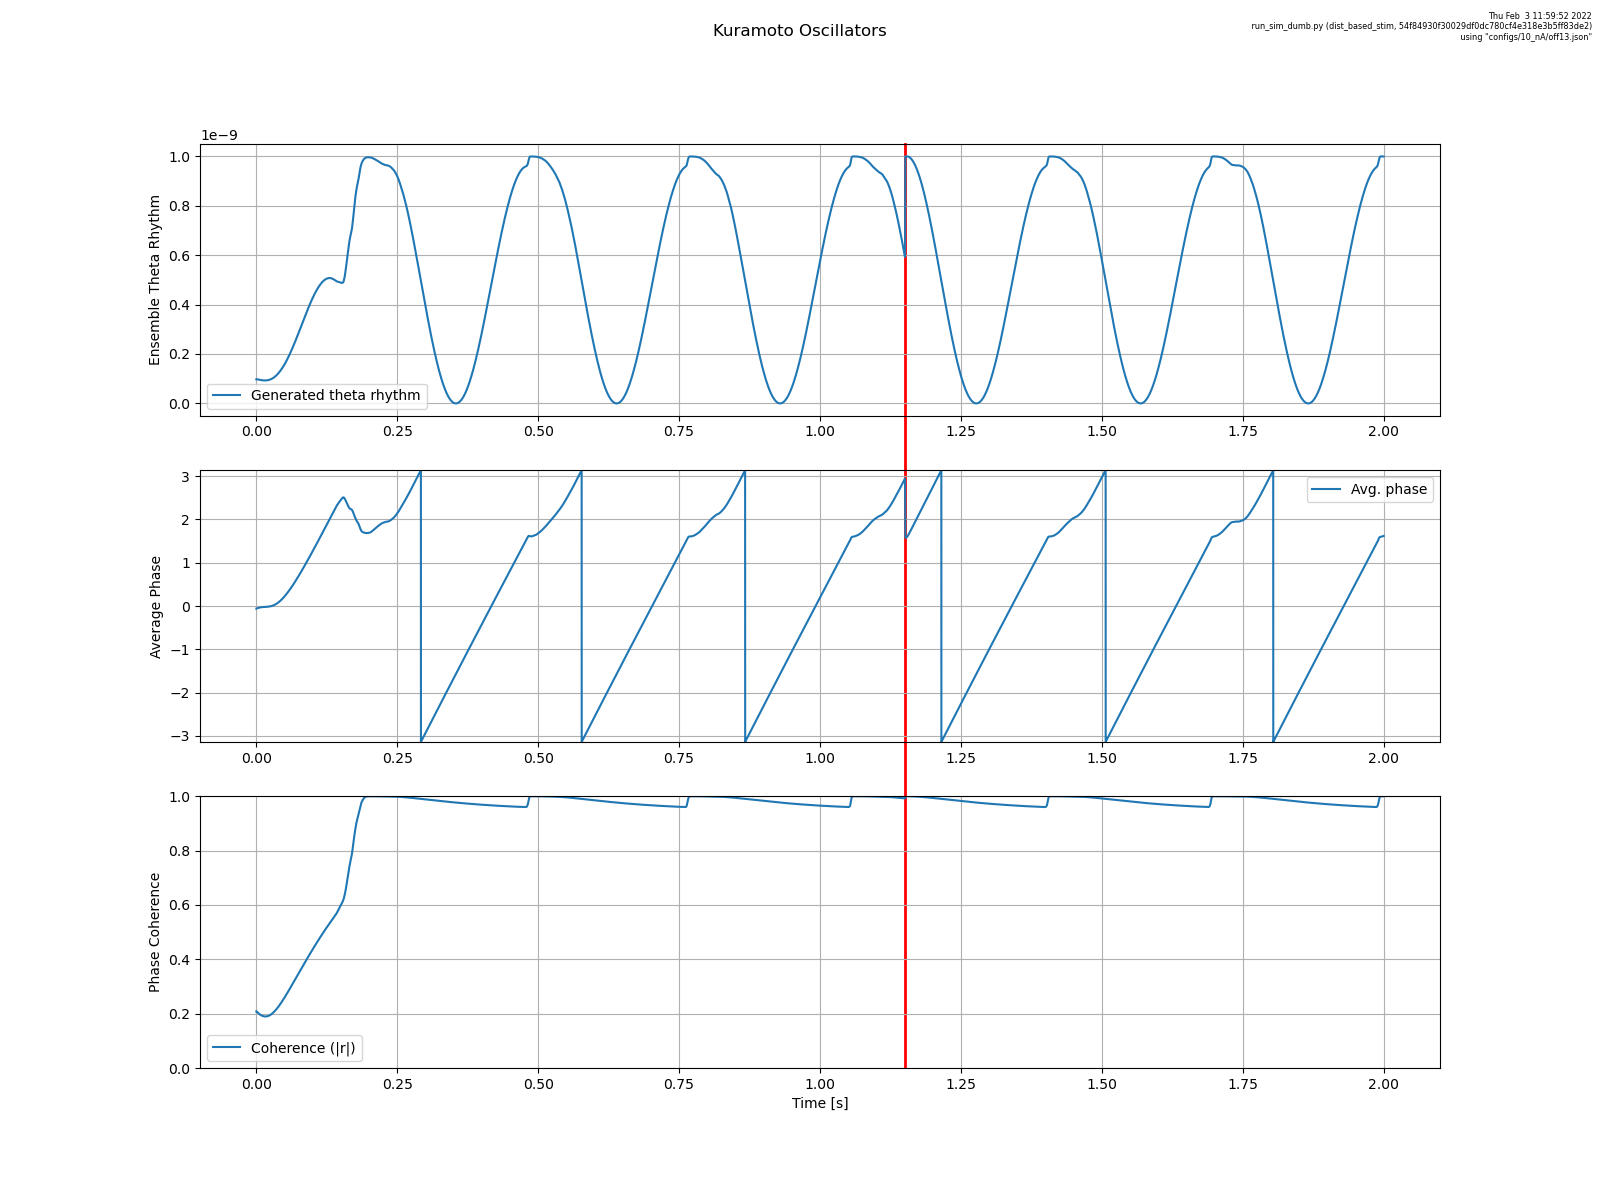 Thu Feb  3 11:59:52 2022
run_sim_dumb.py (dist_based_stim, 54f84930f30029df0dc780cf4e318e3b5ff83de2)
using "configs/10_nA/off13.json"
Kuramoto Oscillators
1e−9
1.0
0.8
0.6
0.4
0.2
0.0
Ensemble Theta Rhythm
Generated theta rhythm
0.00 0.25 0.50 0.75 1.00 1.25 1.50 1.75 2.00
3
2
1
0
−1
−2
−3
Average Phase
Avg. phase
0.00 0.25 0.50 0.75 1.00 1.25 1.50 1.75 2.00
1.0
0.8
0.6
0.4
0.2
0.0
Phase Coherence
Coherence (|r|)
0.00 0.25 0.50 0.75 1.00 1.25 1.50 1.75 2.00
Time [s]